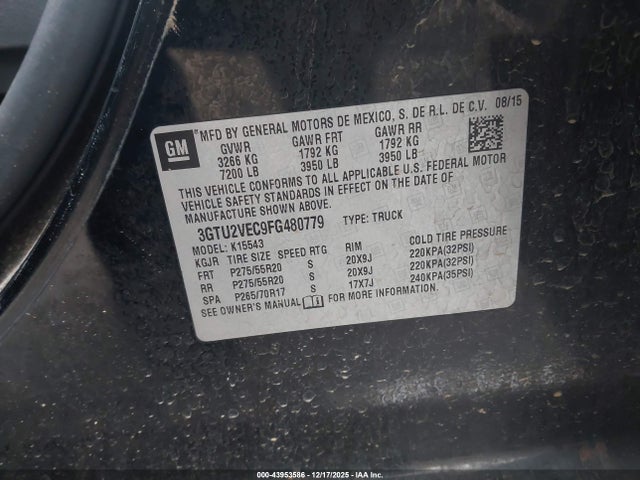 GM
MFD BY GENERAL MOTORS DE MEXICO, S. DE R.L. DE C.V. 08/15
GVWR GAWR FRT GAWR RR
3266 KG 1792 KG 1792 KG
7200 LB 3950 LB 3950 LB
THIS VEHICLE CONFORMS TO ALL APPLICABLE U.S. FEDERAL MOTOR
VEHICLE SAFETY STANDARDS IN EFFECT ON THE DATE OF
MANUFACTURE SHOWN ABOVE.
3GTU2VEC9FG480779 TYPE: TRUCK
MODEL: K15543
KGJR TIRE SIZE SPEED RTG RIM COLD TIRE PRESSURE
FRT P275/55R20 S 20X9J 220KPA(32PSI)
RR P275/55R20 S 20X9J 220KPA(32PSI)
SPA P265/70R17 S 17X7J 240KPA(35PSI)
SEE OWNER'S MANUAL FOR MORE INFORMATION.
000-43953586 - 12/17/2025 - IAA Inc.